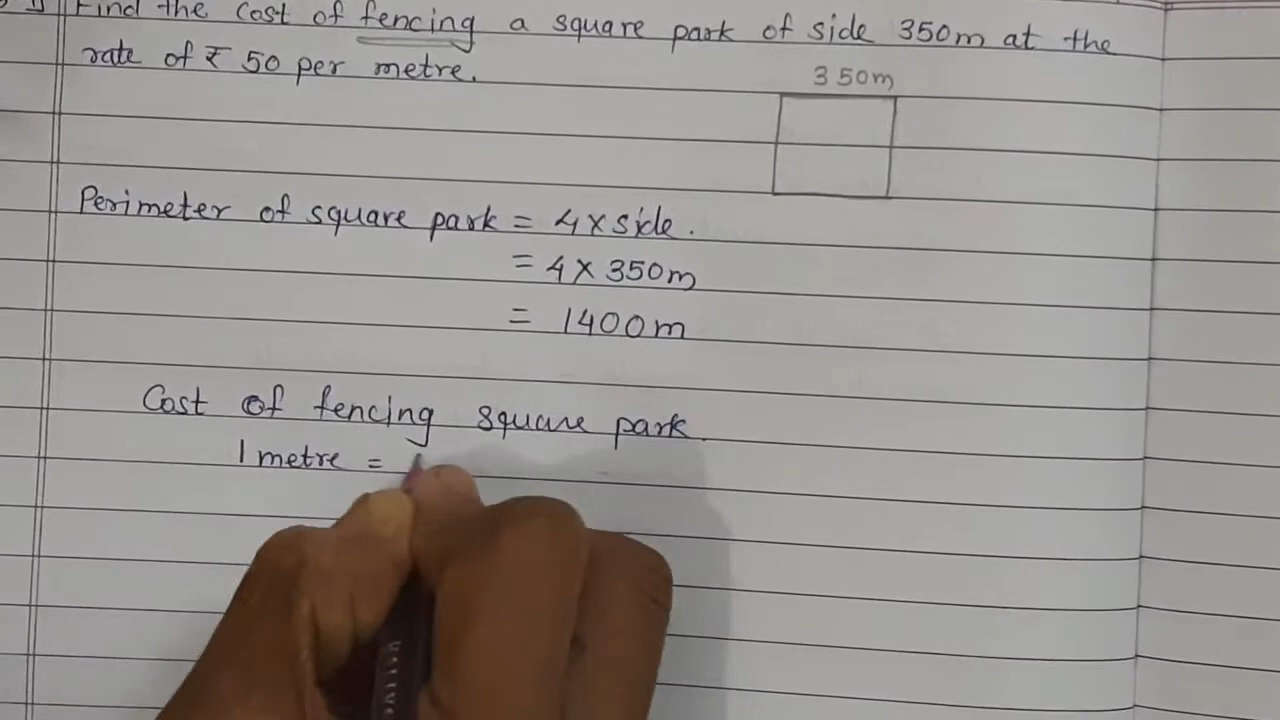 Find the cost of fencing a square park of side 350m at the
rate of ₹ 50 per metre.
350m
Perimeter of square park = 4 x side.
= 4 x 350m
= 1400m
Cost of fencing square park
1 metre =